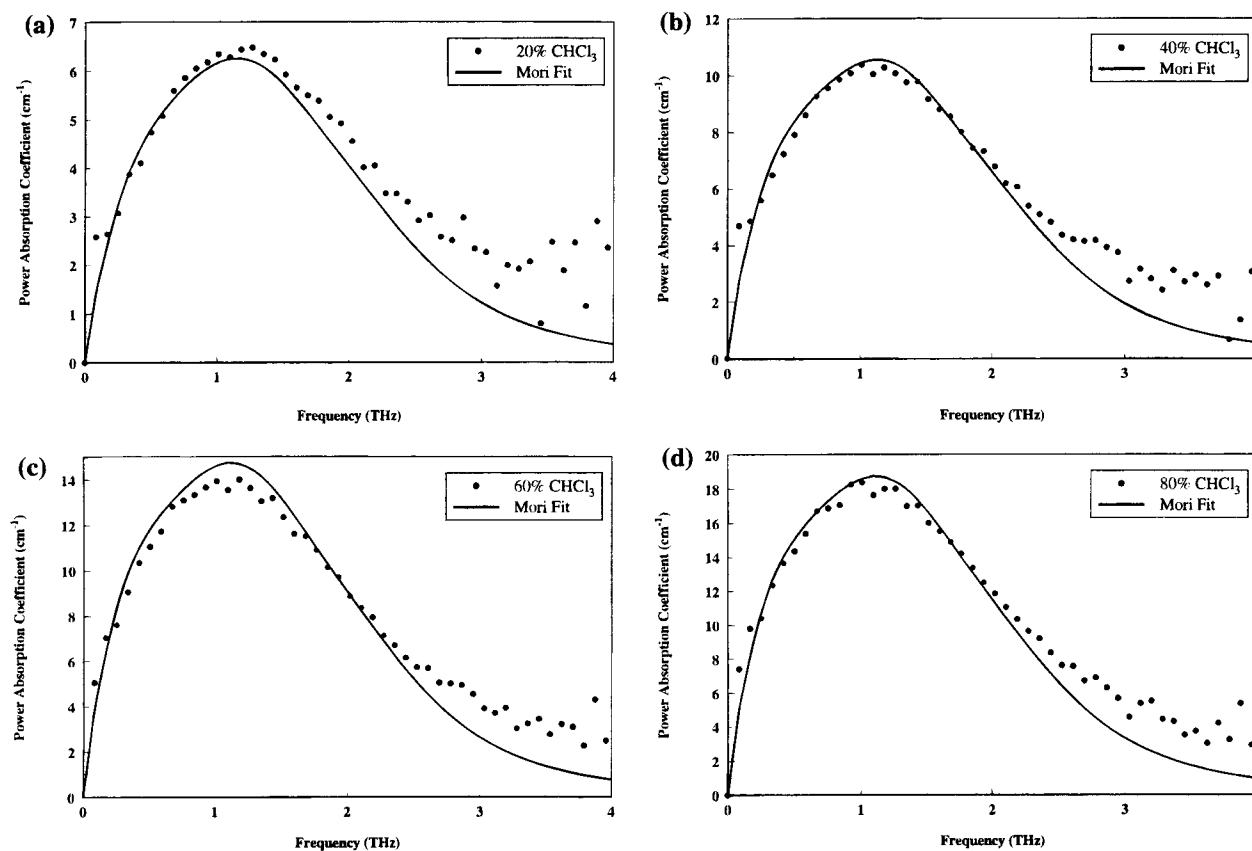 (a)
7
6
5
4
3
2
1
0
0
1
2
3
4
Power Absorption Coefficient (cm⁻¹)
Frequency (THz)
20% CHCl₃
Mori Fit
(b)
12
10
8
6
4
2
0
0
1
2
3
Power Absorption Coefficient (cm⁻¹)
Frequency (THz)
40% CHCl₃
Mori Fit
(c)
14
12
10
8
6
4
2
0
0
1
2
3
4
Power Absorption Coefficient (cm⁻¹)
Frequency (THz)
60% CHCl₃
Mori Fit
(d)
20
18
16
14
12
10
8
6
4
2
0
0
1
2
3
Power Absorption Coefficient (cm⁻¹)
Frequency (THz)
80% CHCl₃
Mori Fit